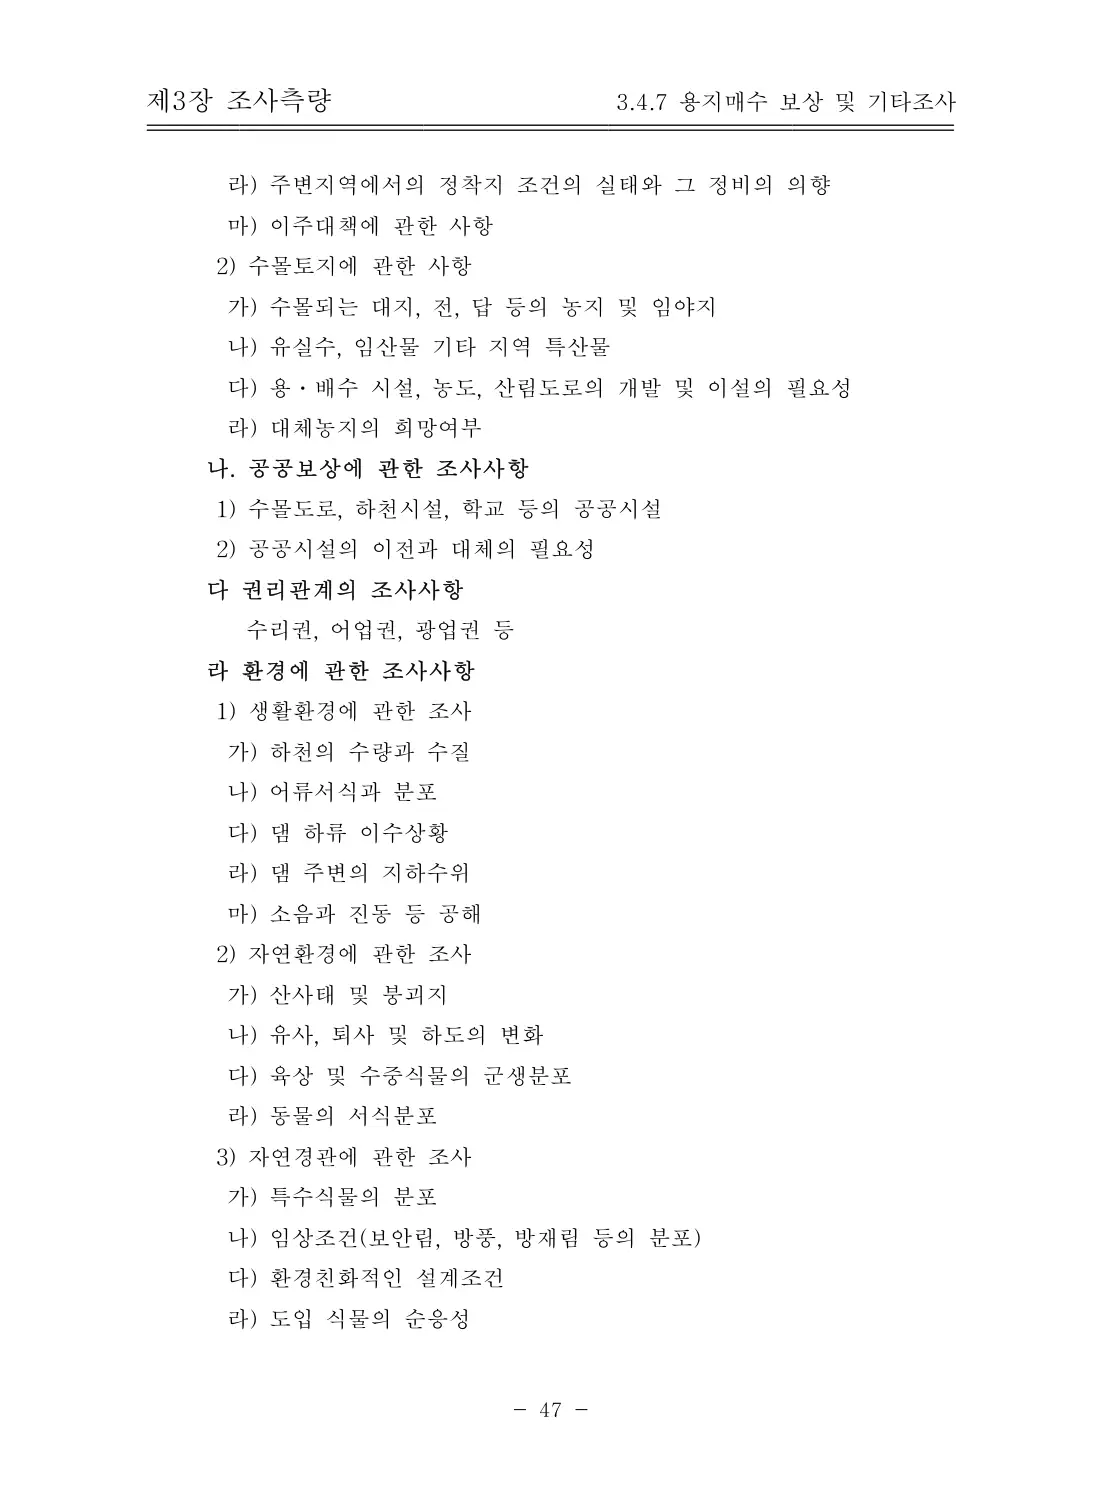 제3장 조사측량
3.4.7 용지매수 보상 및 기타조사
라) 주변지역에서의 정착지 조건의 실태와 그 정비의 의향
마) 이주대책에 관한 사항
2) 수몰토지에 관한 사항
가) 수몰되는 대지, 전, 답 등의 농지 및 임야지
나) 유실수, 임산물 기타 지역 특산물
다) 용·배수 시설, 농도, 산림도로의 개발 및 이설의 필요성
라) 대체농지의 희망여부
나. 공공보상에 관한 조사사항
1) 수몰도로, 하천시설, 학교 등의 공공시설
2) 공공시설의 이전과 대체의 필요성
다 권리관계의 조사사항
수리권, 어업권, 광업권 등
라 환경에 관한 조사사항
1) 생활환경에 관한 조사
가) 하천의 수량과 수질
나) 어류서식과 분포
다) 댐 하류 이수상황
라) 댐 주변의 지하수위
마) 소음과 진동 등 공해
2) 자연환경에 관한 조사
가) 산사태 및 붕괴지
나) 유사, 퇴사 및 하도의 변화
다) 육상 및 수중식물의 군생분포
라) 동물의 서식분포
3) 자연경관에 관한 조사
가) 특수식물의 분포
나) 임상조건(보안림, 방풍, 방재림 등의 분포)
다) 환경친화적인 설계조건
라) 도입 식물의 순응성
- 47 -